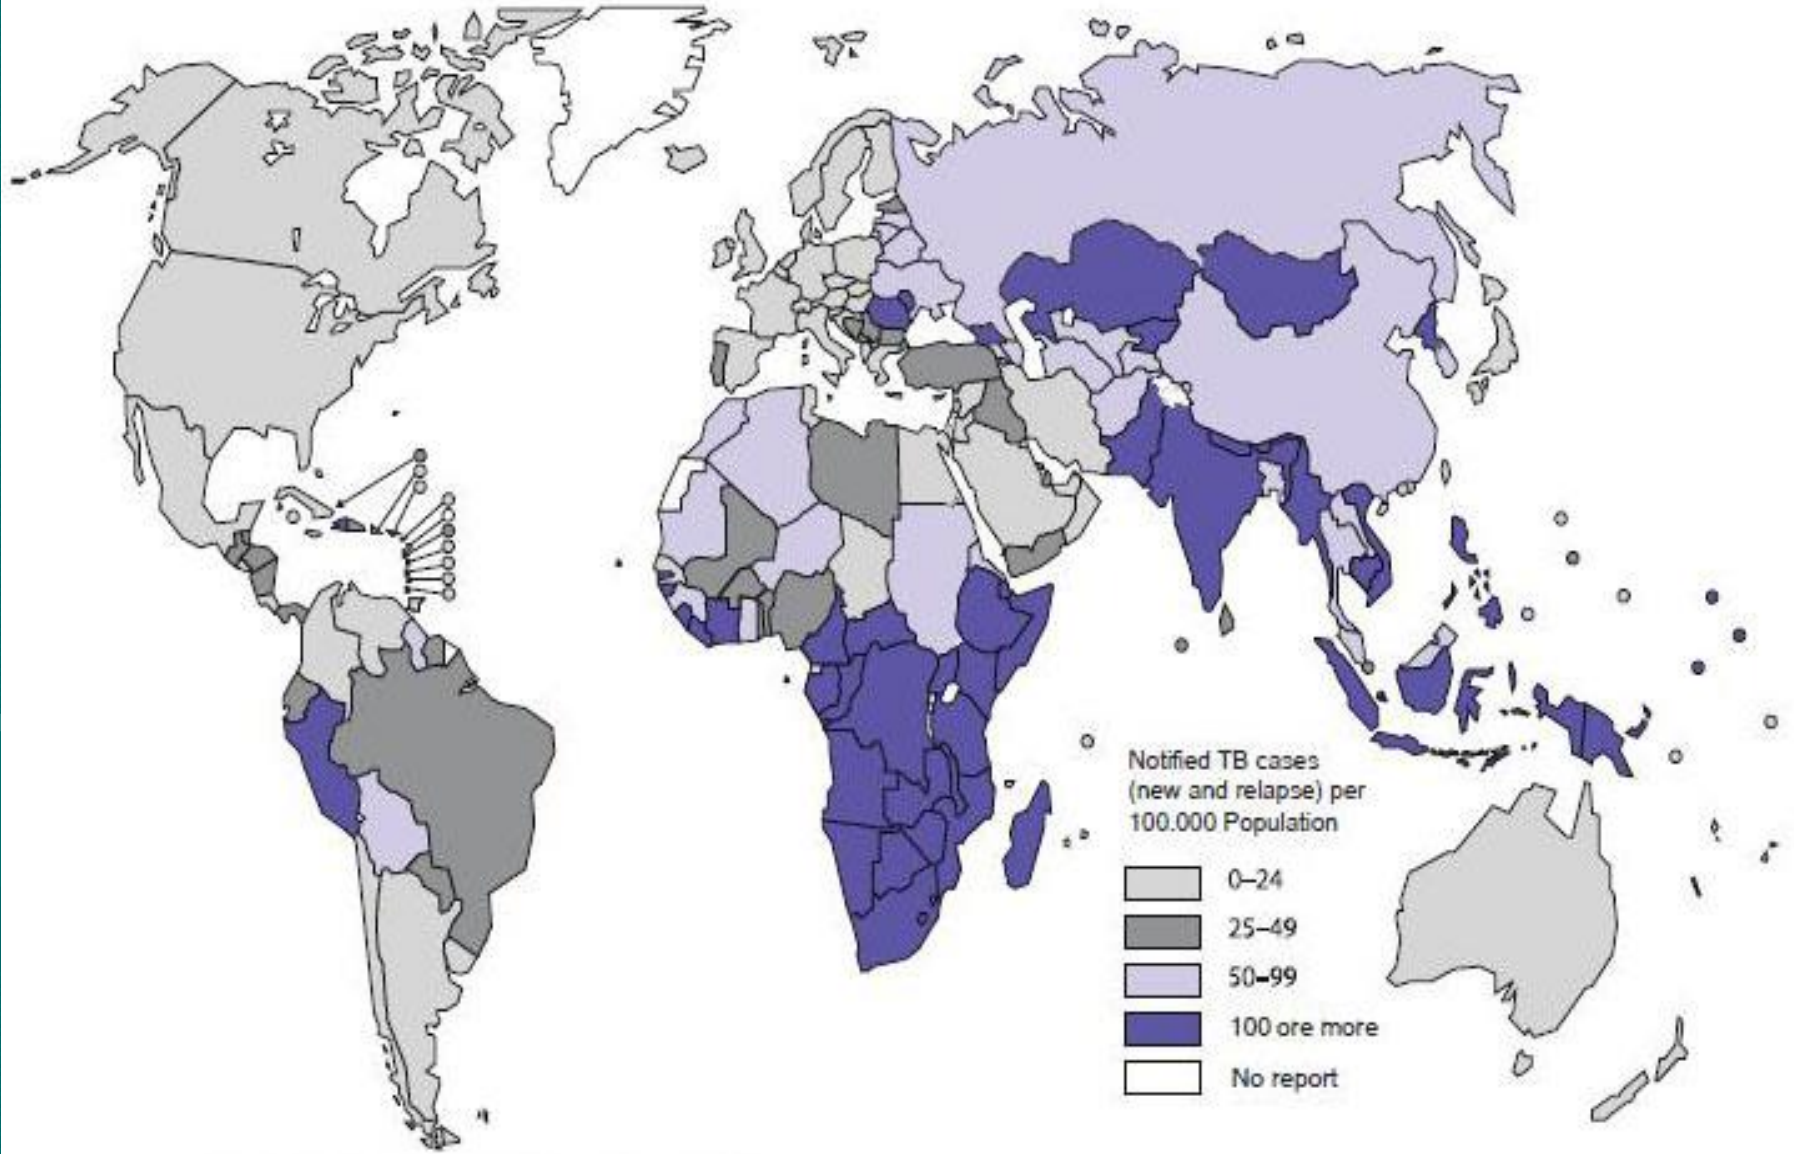 Notified TB cases
(new and relapse) per
100.000 Population
0–24
25–49
50–99
100 ore more
No report